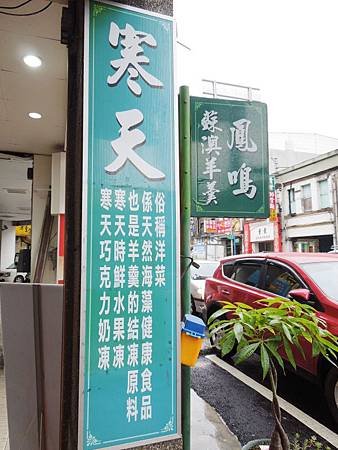 寒天
俗稱洋菜
係天然海藻健康食品
也是羊羹的結凍原料
寒天時鮮水果凍
寒天巧克力奶凍
鳳鳴
蘇澳羊羹